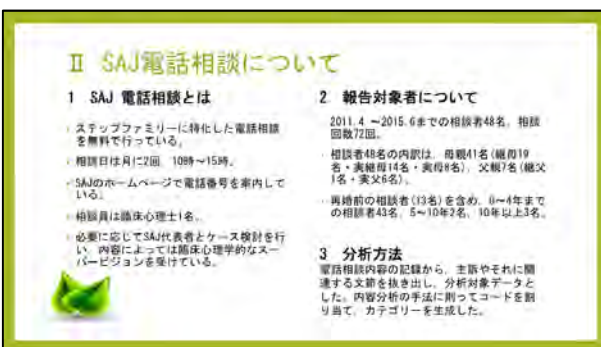 Ⅱ SAJ電話相談について
1 SAJ 電話相談とは
・ステップファミリーに特化した電話相談
を無料で行っている。
・相談日は月に2回、10時～15時。
・SAJのホームページで電話番号を案内して
いる。
・相談員は臨床心理士1名。
・必要に応じてSAJ代表者とケース検討を行
い、内容によっては臨床心理学的なスー
パービジョンを受けている。
2 報告対象者について
2011.4 ～2015.6までの相談者48名、相談
回数72回。
・相談者48名の内訳は、母親41名(継母19
名・実継母14名・実母8名)、父親7名(継父
1名・実父6名)。
・再婚前の相談者(13名)を含め、0～4年まで
の相談者43名、5～10年2名、10年以上3名。
3 分析方法
電話相談内容の記録から、主訴やそれに関
連する文節を抜き出し、分析対象データと
した。内容分析の手法に則ってコードを割
り当て、カテゴリーを生成した。